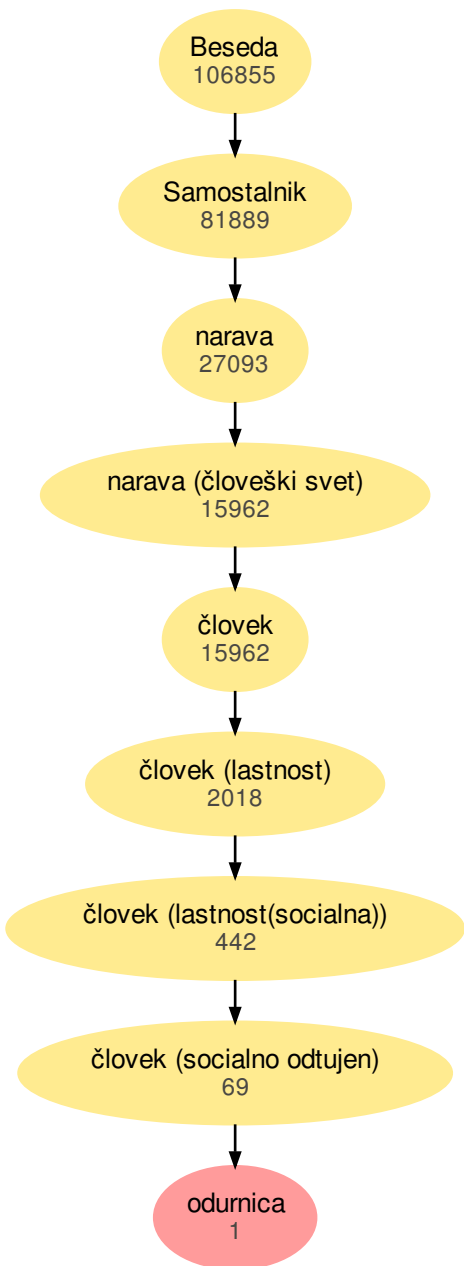 Beseda
106855
Samostalnik
81889
narava
27093
narava (človeški svet)
15962
človek
15962
človek (lastnost)
2018
človek (lastnost(socialna))
442
človek (socialno odtujen)
69
odurnica
1